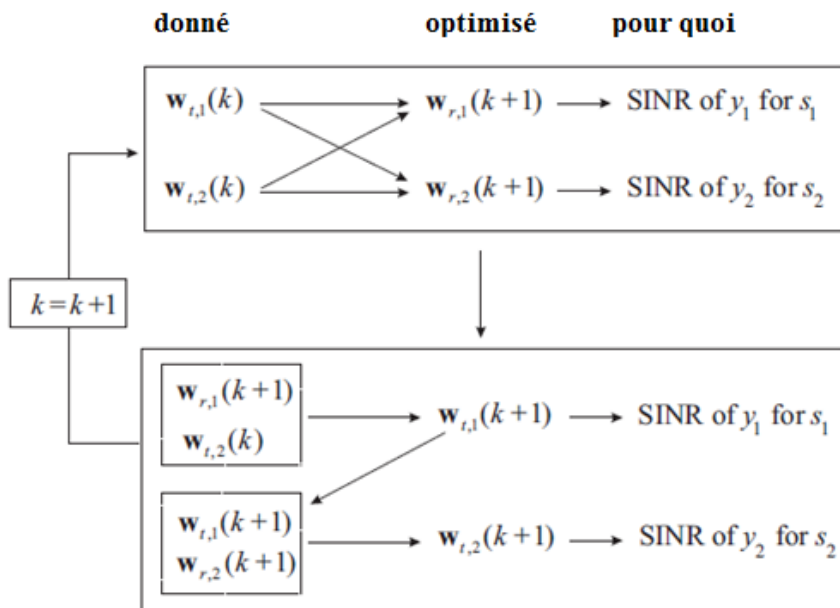 donné optimisé pour quoi
w_{t,1}(k) w_{r,1}(k+1) SINR of y_1 for s_1
w_{t,2}(k) w_{r,2}(k+1) SINR of y_2 for s_2
k=k+1
w_{r,1}(k+1)
w_{t,1}(k+1) SINR of y_1 for s_1
w_{t,2}(k)
w_{t,1}(k+1)
w_{t,2}(k+1) SINR of y_2 for s_2
w_{r,2}(k+1)